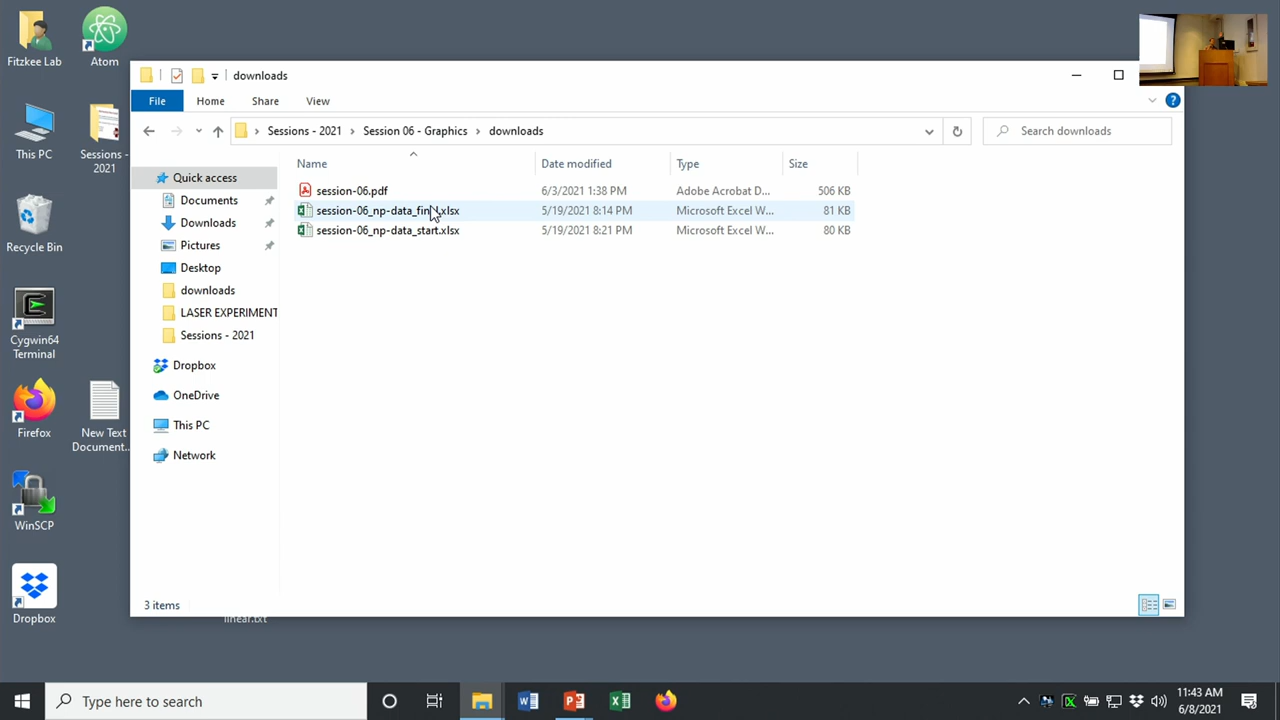 Fitzkee Lab
Atom
This PC
Sessions -
2021
Recycle Bin
Cygwin64
Terminal
Firefox
New Text
Document...
WinSCP
Dropbox
downloads
File
Home
Share
View
Sessions - 2021
Session 06 - Graphics
downloads
Search downloads
Name
Date modified
Type
Size
session-06.pdf
6/3/2021 1:38 PM
Adobe Acrobat D...
506 KB
session-06_np-data_final.xlsx
5/19/2021 8:14 PM
Microsoft Excel W...
81 KB
session-06_np-data_start.xlsx
5/19/2021 8:21 PM
Microsoft Excel W...
80 KB
Quick access
Documents
Downloads
Pictures
Desktop
downloads
LASER EXPERIMENT
Sessions - 2021
Dropbox
OneDrive
This PC
Network
3 items
linear.txt
Type here to search
11:43 AM
6/8/2021